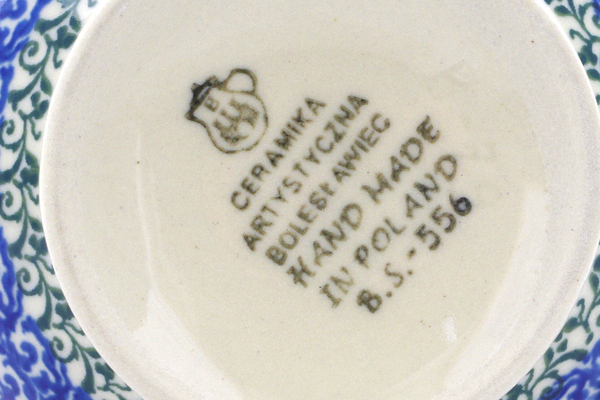 CERAMIKA
ARTYSTYCZNA
BOLESŁAWIEC
HAND MADE
IN POLAND
B.S.-556